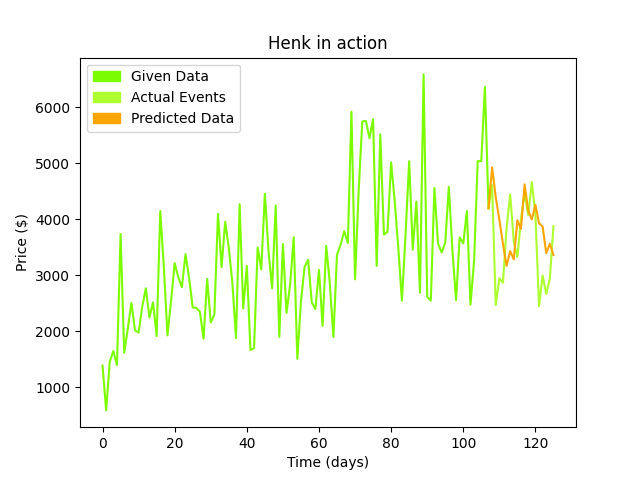 Henk in action
Given Data
Actual Events
Predicted Data
Price ($)
6000
5000
4000
3000
2000
1000
0 20 40 60 80 100 120
Time (days)